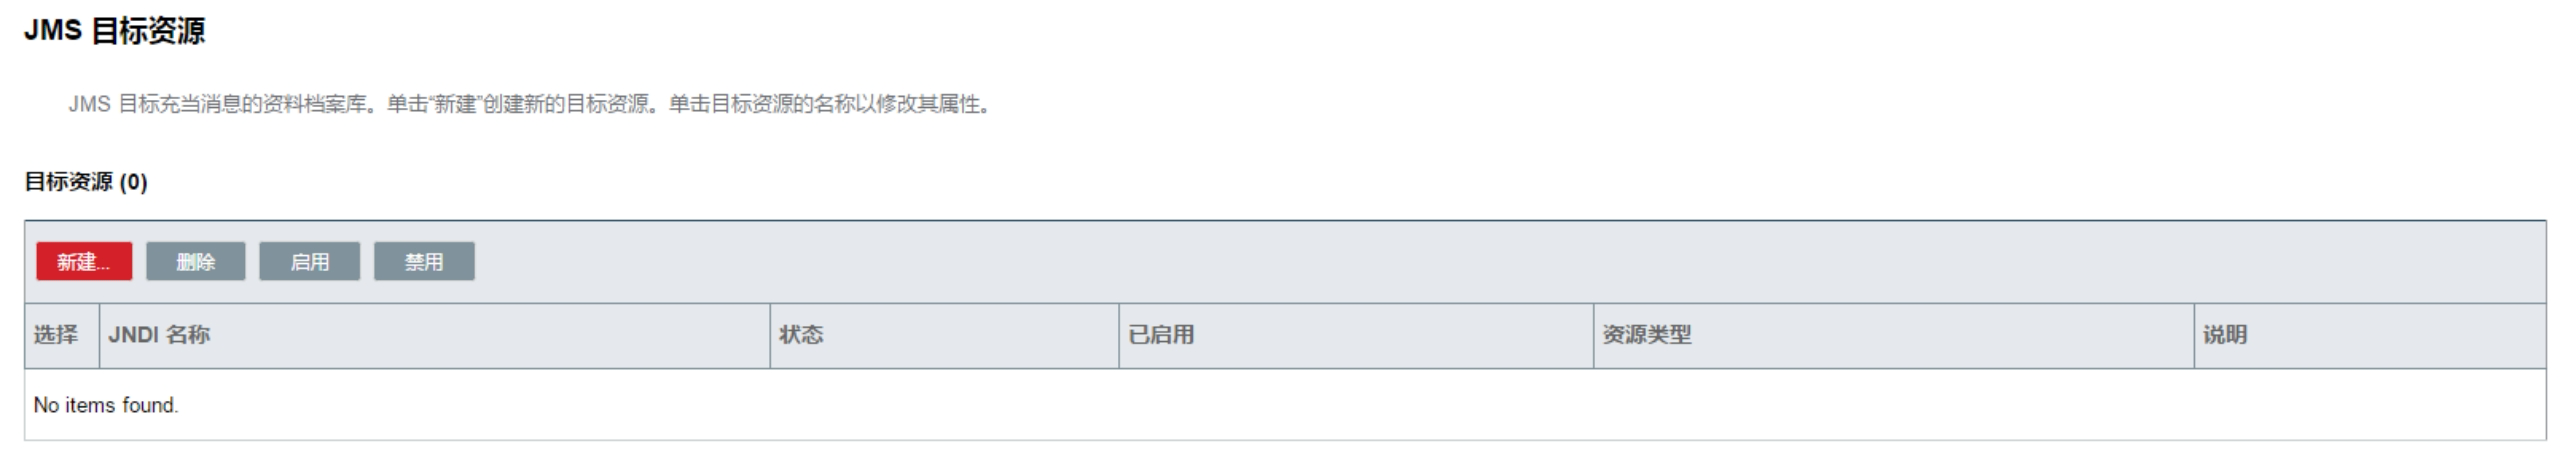 JMS 目标资源
JMS 目标充当消息的资料档案库。单击“新建”创建新的目标资源。单击目标资源的名称以修改其属性。
目标资源 (0)
新建... 删除 启用 禁用
选择 JNDI 名称 状态 已启用 资源类型 说明
No items found.